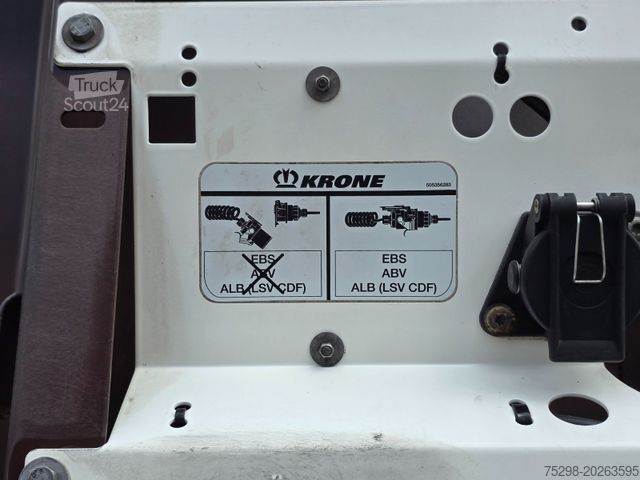 Truck
Scout24
KRONE
505356283
EBS
ABV
ALB (LSV CDF)
EBS
ABV
ALB (LSV CDF)
75298-20263595